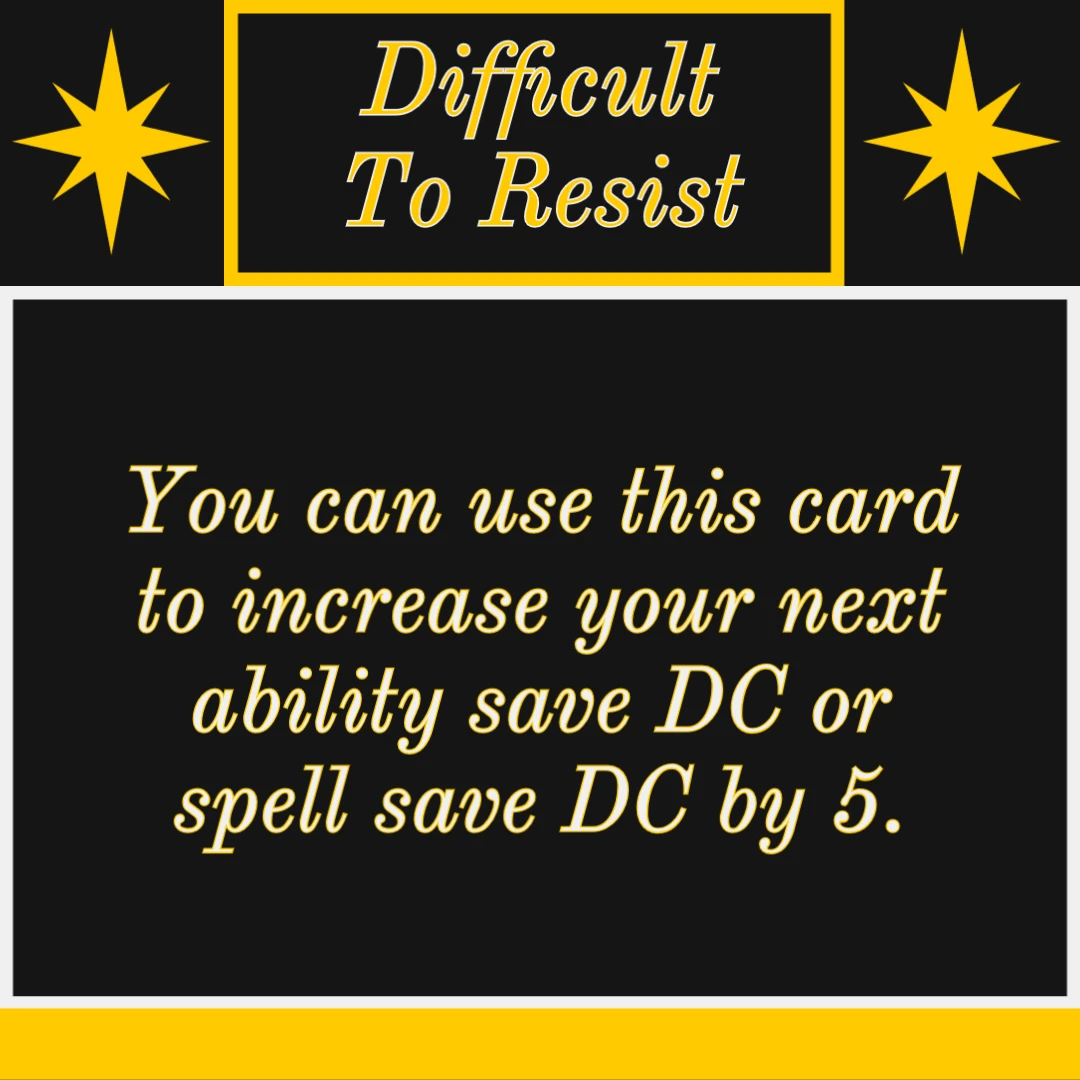 Difficult
To Resist
You can use this card
to increase your next
ability save DC or
spell save DC by 5.